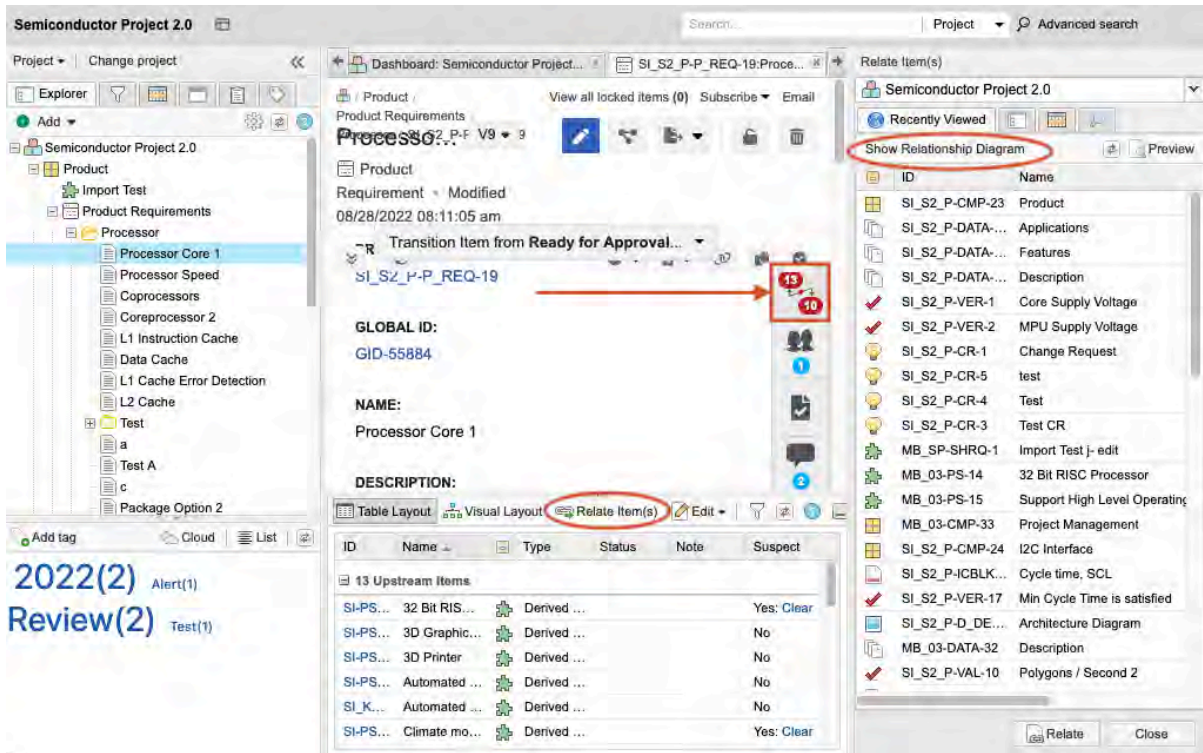 Semiconductor Project 2.0
Search...
Project
Advanced search
Project
Change project
Explorer
Add
Semiconductor Project 2.0
Product
Import Test
Product Requirements
Processor
Processor Core 1
Processor Speed
Coprocessors
Coreprocessor 2
L1 Instruction Cache
Data Cache
L1 Cache Error Detection
L2 Cache
Test
a
Test A
c
Package Option 2
Add tag
Cloud
List
2022(2) Alert(1)
Review(2) Test(1)
Dashboard: Semiconductor Project...
SI_S2_P-P_REQ-19:Proce...
/ Product /
View all locked items (0) Subscribe Email
Product Requirements
Processo... V9 9
Product
Requirement • Modified
08/28/2022 08:11:05 am
Transition Item from Ready for Approval...
SI_S2_P-P_REQ-19
13
10
GLOBAL ID:
GID-55884
1
NAME:
Processor Core 1
DESCRIPTION:
2
Table Layout Visual Layout Relate Item(s) Edit
ID Name Type Status Note Suspect
13 Upstream Items
SI-PS... 32 Bit RIS... Derived ... Yes: Clear
SI-PS... 3D Graphic... Derived ... No
SI-PS... 3D Printer Derived ... No
SI-PS... Automated ... Derived ... No
SI_K... Automated ... Derived ... No
SI-PS... Climate mo... Derived ... Yes: Clear
Relate Item(s)
Semiconductor Project 2.0
Recently Viewed
Show Relationship Diagram
Preview
ID Name
SI_S2_P-CMP-23 Product
SI_S2_P-DATA-... Applications
SI_S2_P-DATA-... Features
SI_S2_P-DATA-... Description
SI_S2_P-VER-1 Core Supply Voltage
SI_S2_P-VER-2 MPU Supply Voltage
SI_S2_P-CR-1 Change Request
SI_S2_P-CR-5 test
SI_S2_P-CR-4 Test
SI_S2_P-CR-3 Test CR
MB_SP-SHRQ-1 Import Test j- edit
MB_03-PS-14 32 Bit RISC Processor
MB_03-PS-15 Support High Level Operating
MB_03-CMP-33 Project Management
SI_S2_P-CMP-24 I2C Interface
SI_S2_P-ICBLK... Cycle time, SCL
SI_S2_P-VER-17 Min Cycle Time is satisfied
SI_S2_P-D_DE... Architecture Diagram
MB_03-DATA-32 Description
SI_S2_P-VAL-10 Polygons / Second 2
Relate
Close